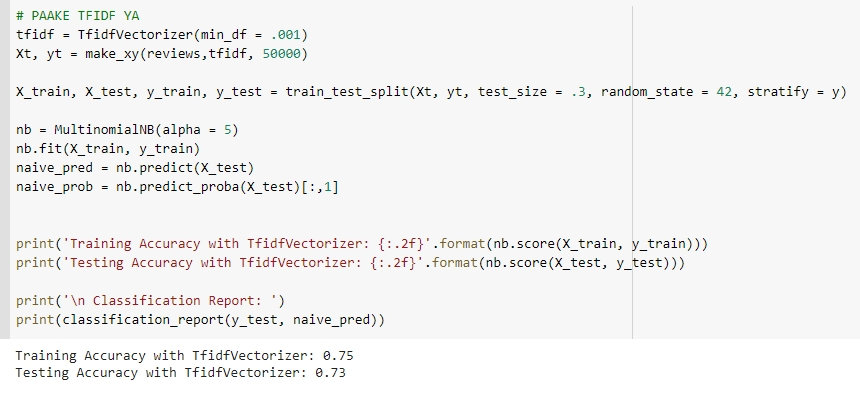 # PAAKE TFIDF YA
tfidf = TfidfVectorizer(min_df = .001)
Xt, yt = make_xy(reviews,tfidf, 50000)
X_train, X_test, y_train, y_test = train_test_split(Xt, yt, test_size = .3, random_state = 42, stratify = y)
nb = MultinomialNB(alpha = 5)
nb.fit(X_train, y_train)
naive_pred = nb.predict(X_test)
naive_prob = nb.predict_proba(X_test)[:,1]
print('Training Accuracy with TfidfVectorizer: {:.2f}'.format(nb.score(X_train, y_train)))
print('Testing Accuracy with TfidfVectorizer: {:.2f}'.format(nb.score(X_test, y_test)))
print('\n Classification Report: ')
print(classification_report(y_test, naive_pred))
Training Accuracy with TfidfVectorizer: 0.75
Testing Accuracy with TfidfVectorizer: 0.73